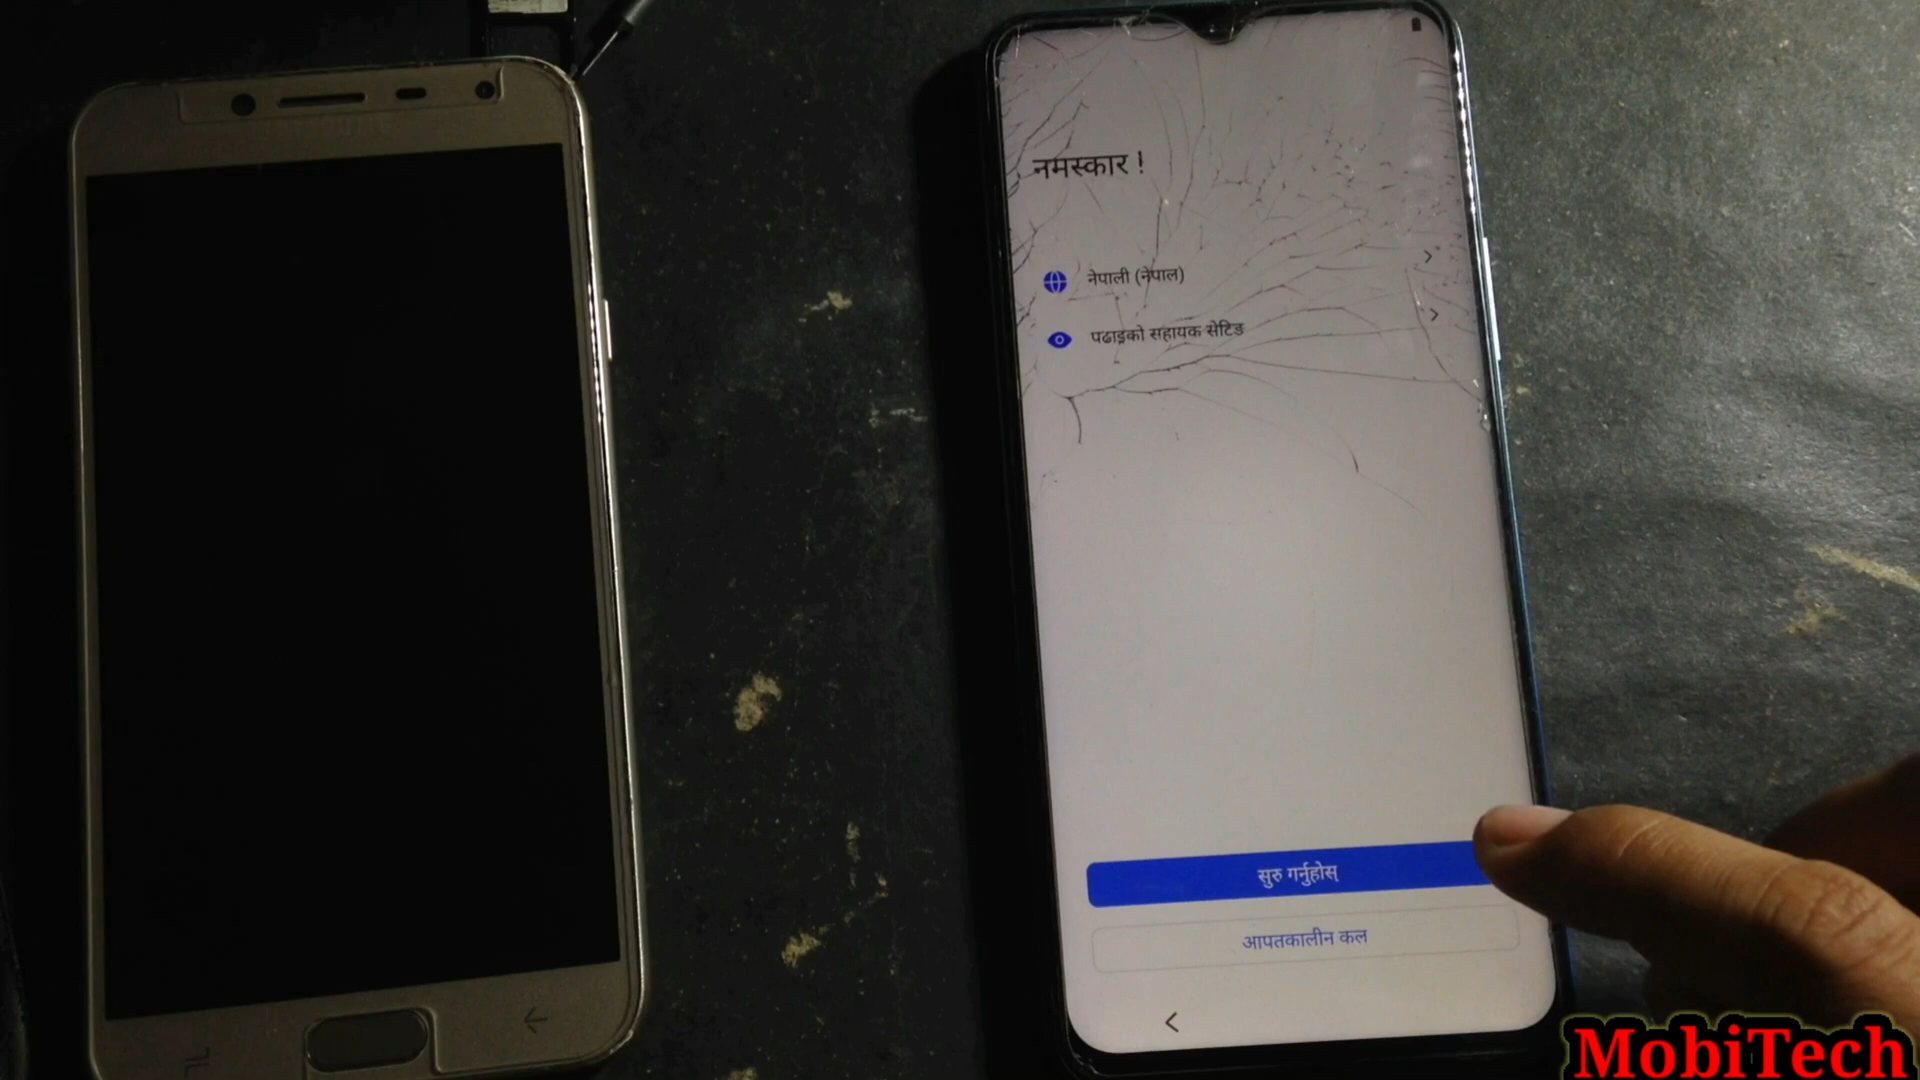 नमस्कार !
नेपाली (नेपाल)
पढाइको सहायक सेटिङ
सुरु गर्नुहोस्
आपतकालीन कल
MobiTech